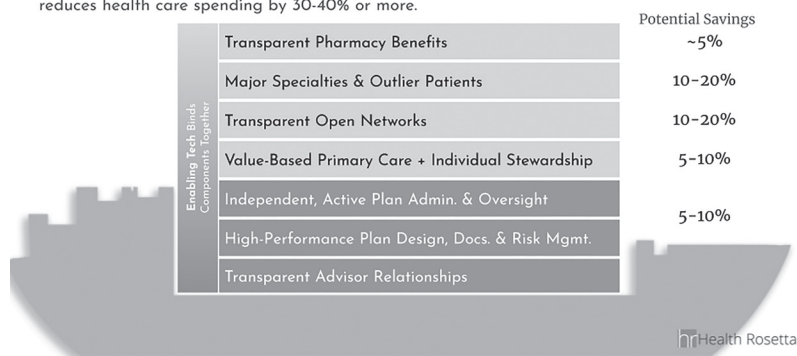 reduces health care spending by 30-40% or more.
Potential Savings
Transparent Pharmacy Benefits
~5%
Major Specialties & Outlier Patients
10-20%
Transparent Open Networks
10-20%
Value-Based Primary Care + Individual Stewardship
5-10%
Independent, Active Plan Admin. & Oversight
5-10%
High-Performance Plan Design, Docs. & Risk Mgmt.
Transparent Advisor Relationships
Enabling Tech Binds
Components Together
hr Health Rosetta